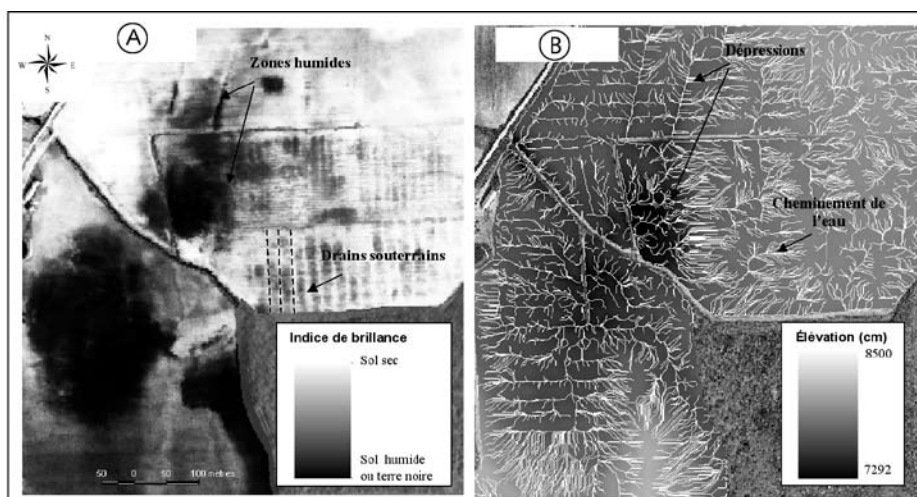 A
N
W
E
S
Zones humides
Drains souterrains
Indice de brillance
Sol sec
Sol humide
ou terre noire
50 0 50 100 mètres
B
Dépressions
Cheminement de
l'eau
Élévation (cm)
8500
7292